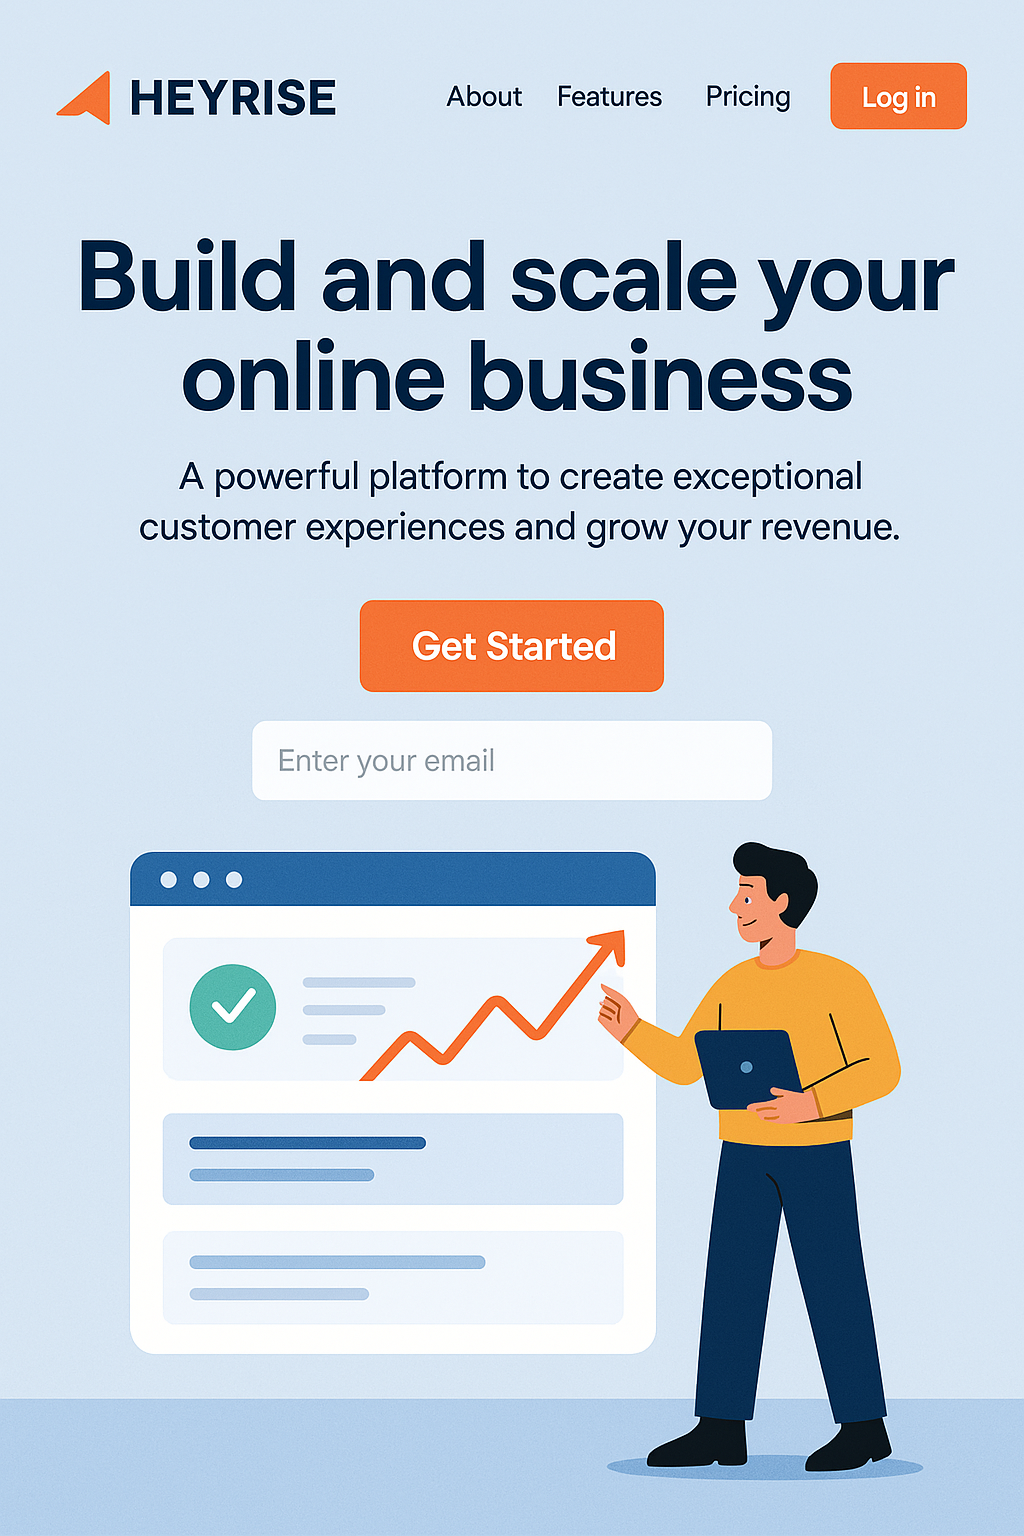 HEYRISE
About Features Pricing Log in
Build and scale your
online business
A powerful platform to create exceptional
customer experiences and grow your revenue.
Get Started
Enter your email